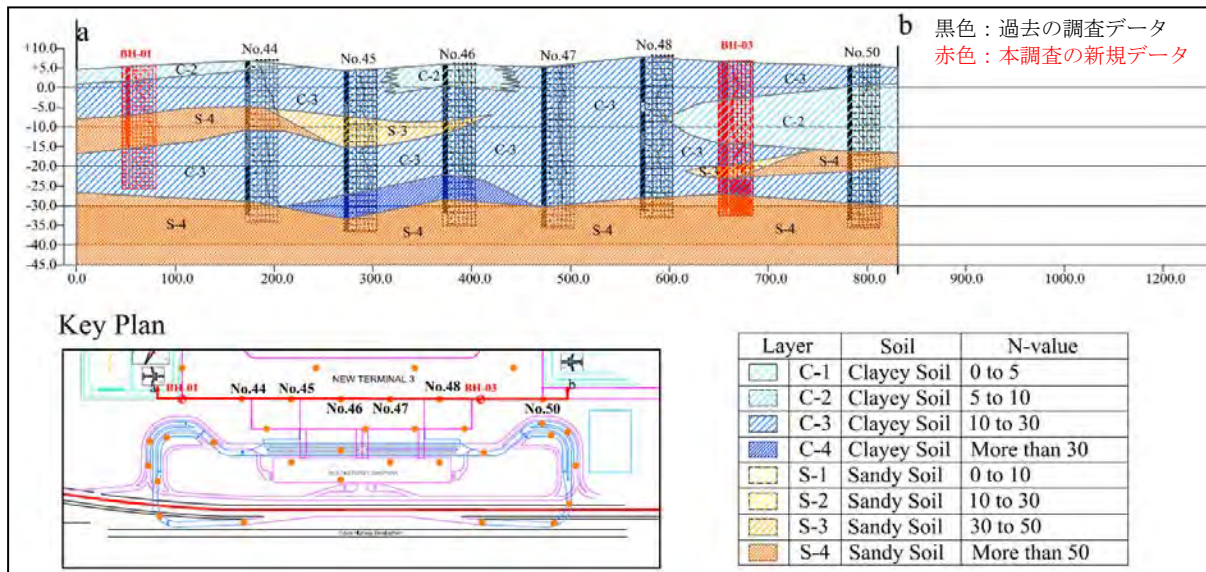 a
b
黒色：過去の調査データ
赤色：本調査の新規データ
BH-01
No.44
No.45
No.46
No.47
No.48
BH-03
No.50
+10.0
+5.0
0.0
-5.0
-10.0
-15.0
-20.0
-25.0
-30.0
-35.0
-40.0
-45.0
C-2
C-2
C-3
C-3
C-3
C-2
S-4
S-3
C-3
C-3
C-3
C-3
S-3
S-4
S-4
S-4
S-4
S-4
0.0 100.0 200.0 300.0 400.0 500.0 600.0 700.0 800.0 900.0 1000.0 1200.0
Key Plan
NEW TERMINAL 3
a
b
BH-01 No.44 No.45 No.48 BH-03
No.46 No.47 No.50
Layer Soil N-value
C-1 Clayey Soil 0 to 5
C-2 Clayey Soil 5 to 10
C-3 Clayey Soil 10 to 30
C-4 Clayey Soil More than 30
S-1 Sandy Soil 0 to 10
S-2 Sandy Soil 10 to 30
S-3 Sandy Soil 30 to 50
S-4 Sandy Soil More than 50